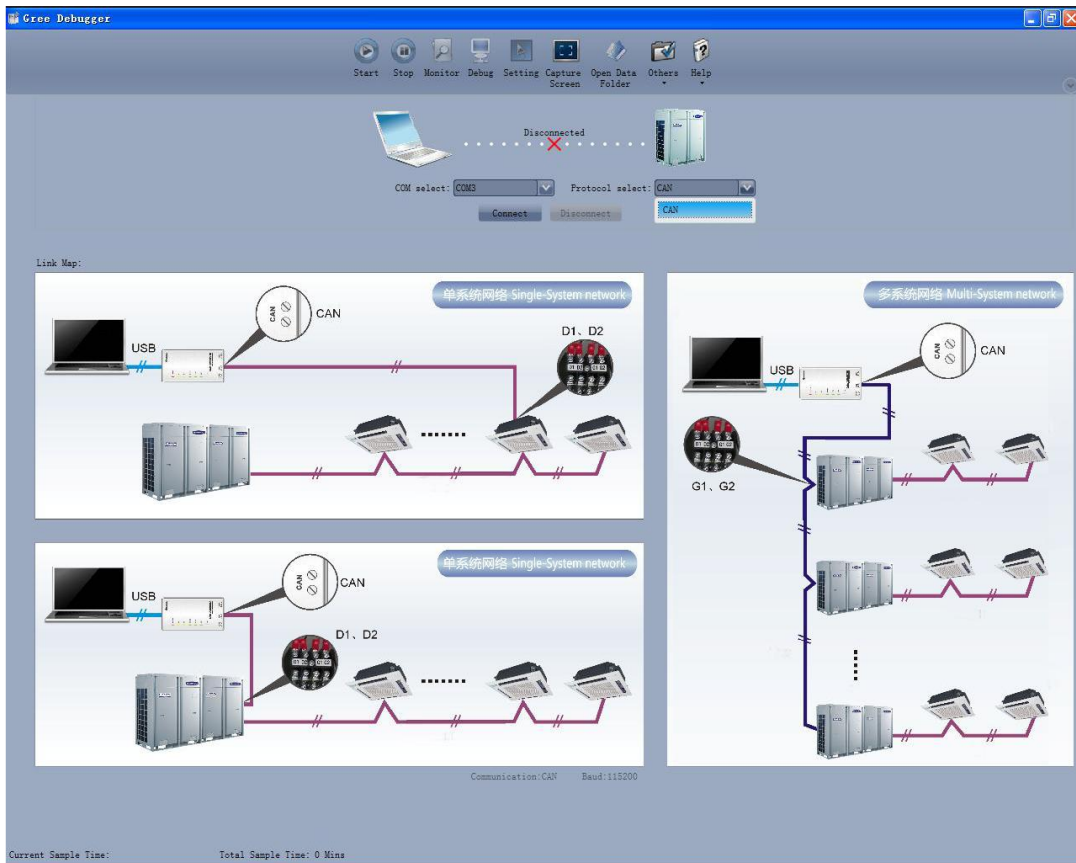 Gree Debugger
Start Stop Monitor Debug Setting Capture Screen Open Data Folder Others Help
Disconnected
COM select: COM3 Protocol select: CAN
Connect Disconnect CAN
Link Map:
单系统网络 Single-System network
CAN
CAN
USB
D1、D2
多系统网络 Multi-System network
CAN
CAN
USB
G1、G2
单系统网络 Single-System network
CAN
CAN
USB
D1、D2
Communication:CAN Baud:115200
Current Sample Time: Total Sample Time: 0 Mins